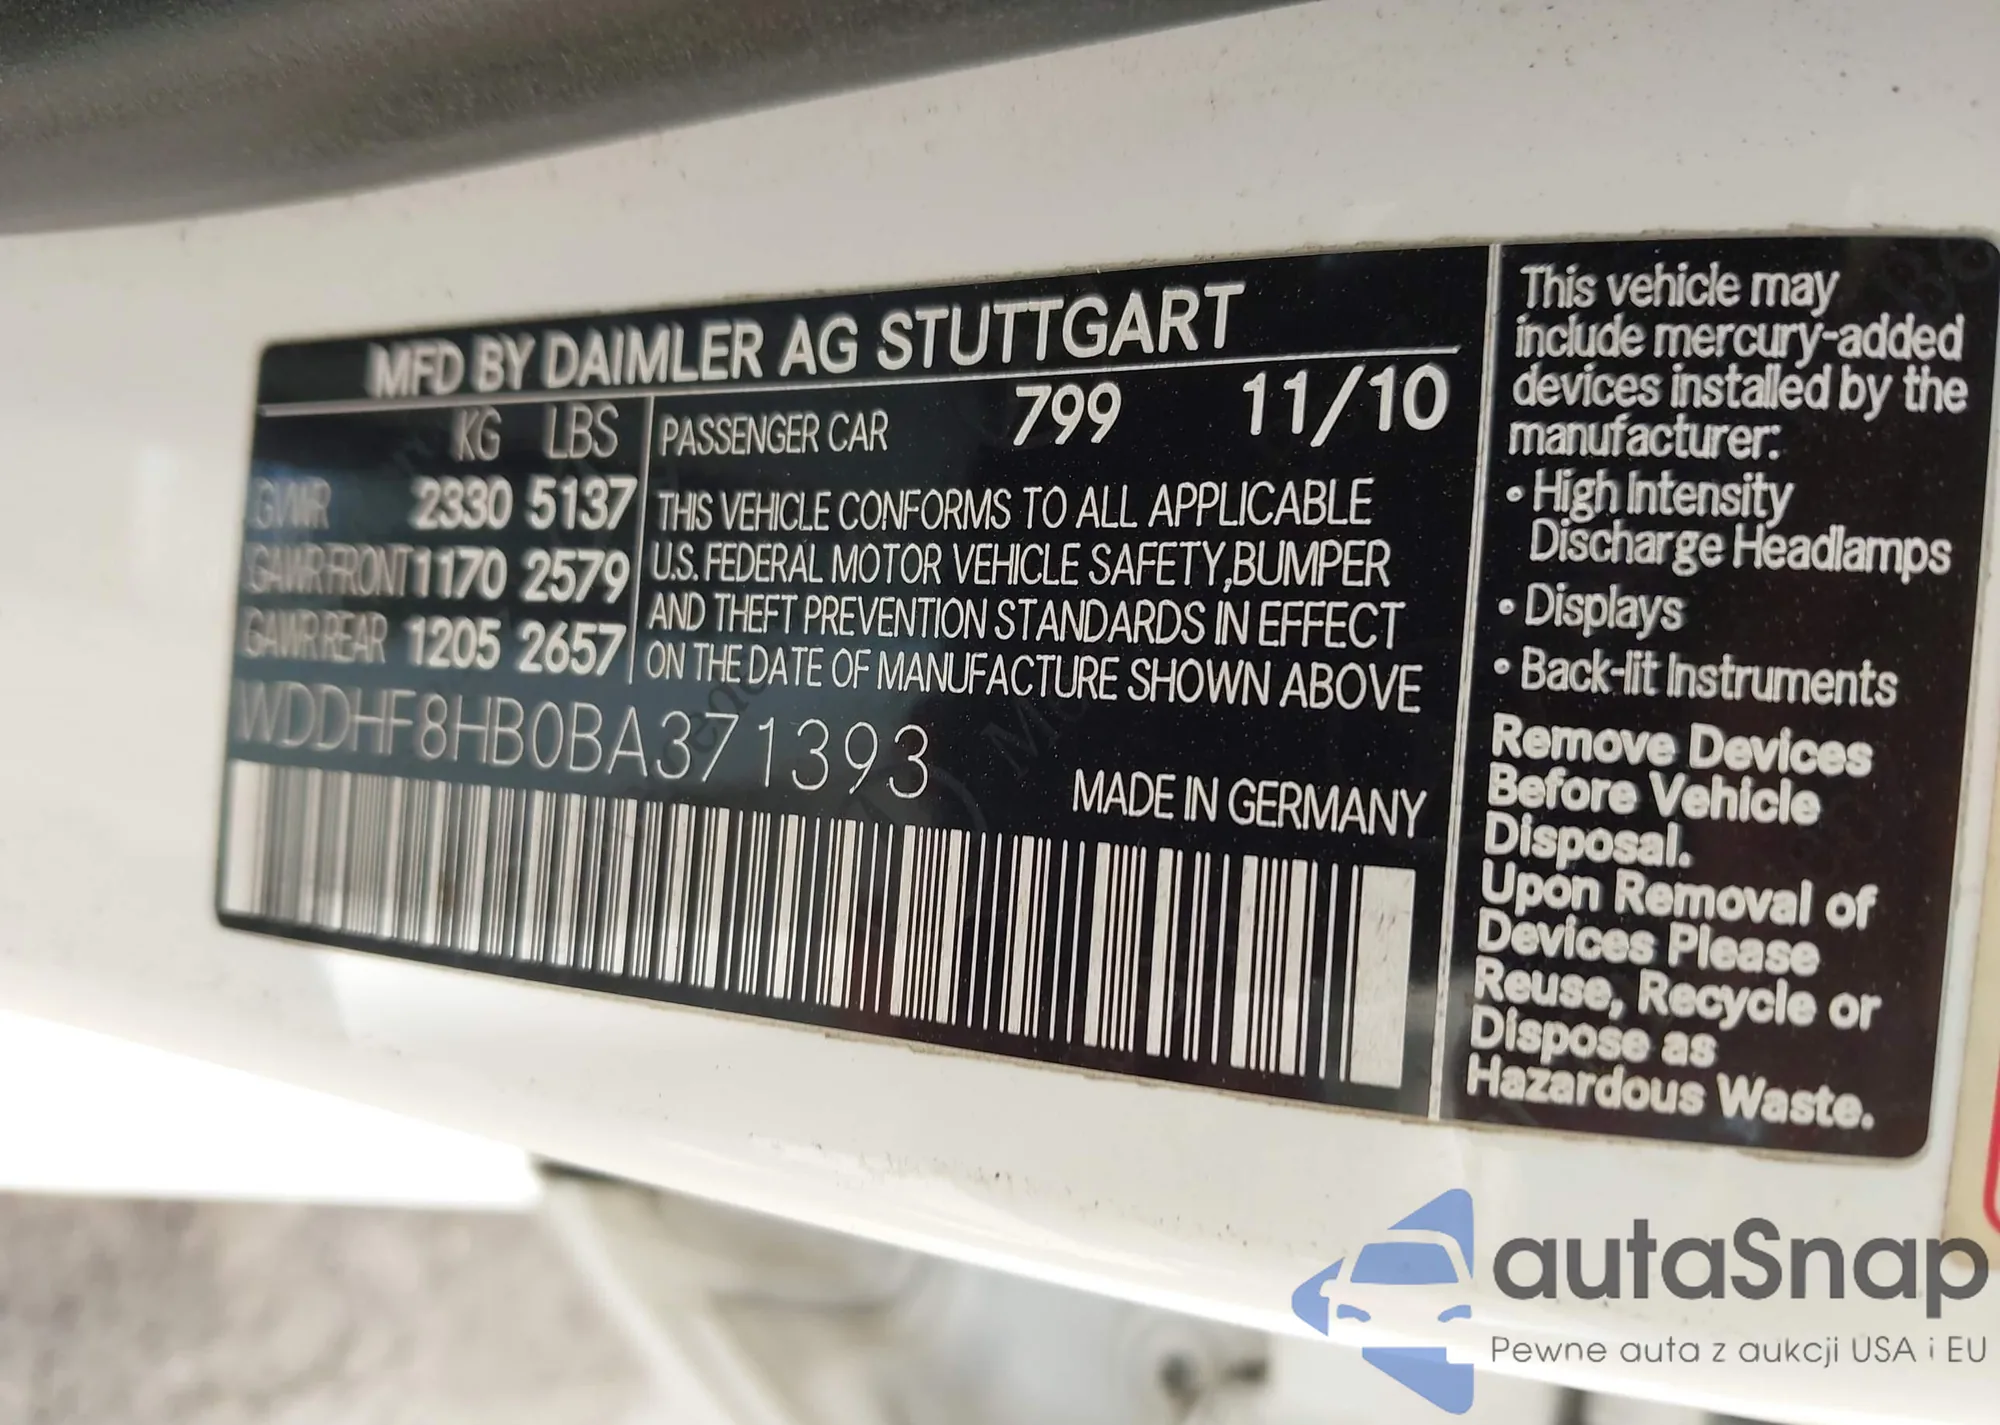 MFD BY DAIMLER AG STUTTGART
KG LBS
GVWR 2330 5137
GAWR FRONT 1170 2579
GAWR REAR 1205 2657
PASSENGER CAR 799 11/10
THIS VEHICLE CONFORMS TO ALL APPLICABLE
U.S. FEDERAL MOTOR VEHICLE SAFETY,BUMPER
AND THEFT PREVENTION STANDARDS IN EFFECT
ON THE DATE OF MANUFACTURE SHOWN ABOVE
WDDHF8HB0BA371393
MADE IN GERMANY
This vehicle may
include mercury-added
devices installed by the
manufacturer:
• High Intensity
Discharge Headlamps
• Displays
• Back-lit Instruments
Remove Devices
Before Vehicle
Disposal.
Upon Removal of
Devices Please
Reuse, Recycle or
Dispose as
Hazardous Waste.
autaSnap
Pewne auta z aukcji USA i EU